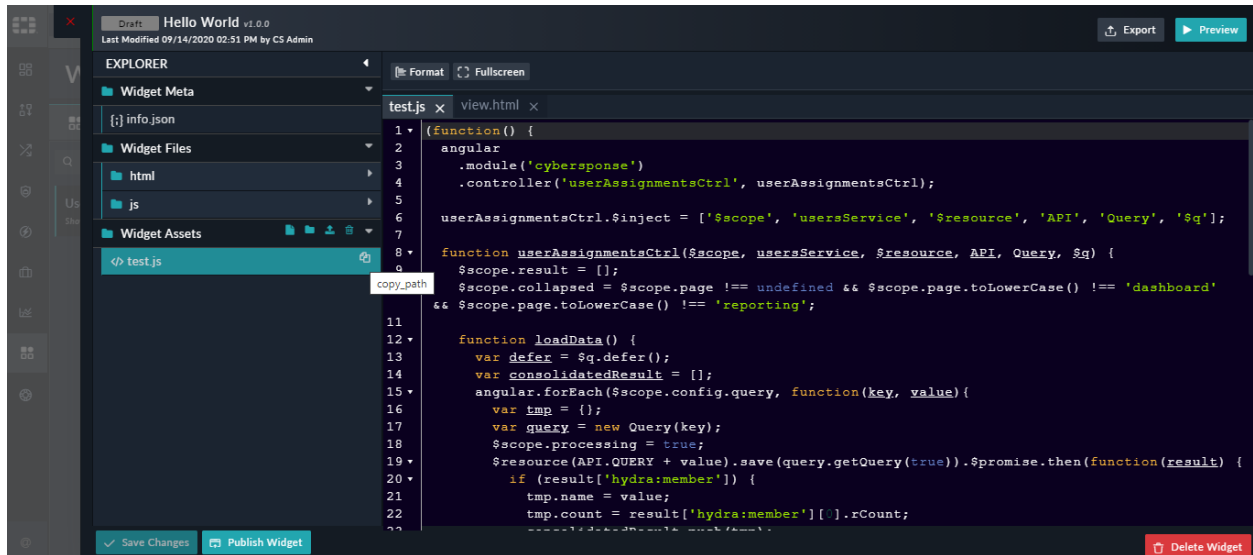 Draft Hello World v1.0.0
Last Modified 09/14/2020 02:51 PM by CS Admin
Export
Preview
EXPLORER
Widget Meta
{;} info.json
Widget Files
html
js
Widget Assets
</> test.js
copy_path
Format
Fullscreen
test.js ×
view.html ×
1 (function() {
2 angular
3 .module('cybersponse')
4 .controller('userAssignmentsCtrl', userAssignmentsCtrl);
5
6 userAssignmentsCtrl.$inject = ['$scope', 'usersService', '$resource', 'API', 'Query', '$q'];
7
8 function userAssignmentsCtrl($scope, usersService, $resource, API, Query, $q) {
9 $scope.result = [];
$scope.collapsed = $scope.page !== undefined && $scope.page.toLowerCase() !== 'dashboard'
&& $scope.page.toLowerCase() !== 'reporting';
11
12 function loadData() {
13 var defer = $q.defer();
14 var consolidatedResult = [];
15 angular.forEach($scope.config.query, function(key, value){
16 var tmp = {};
17 var query = new Query(key);
18 $scope.processing = true;
19 $resource(API.QUERY + value).save(query.getQuery(true)).$promise.then(function(result) {
20 if (result['hydra:member']) {
21 tmp.name = value;
22 tmp.count = result['hydra:member'][0].rCount;
Save Changes
Publish Widget
Delete Widget